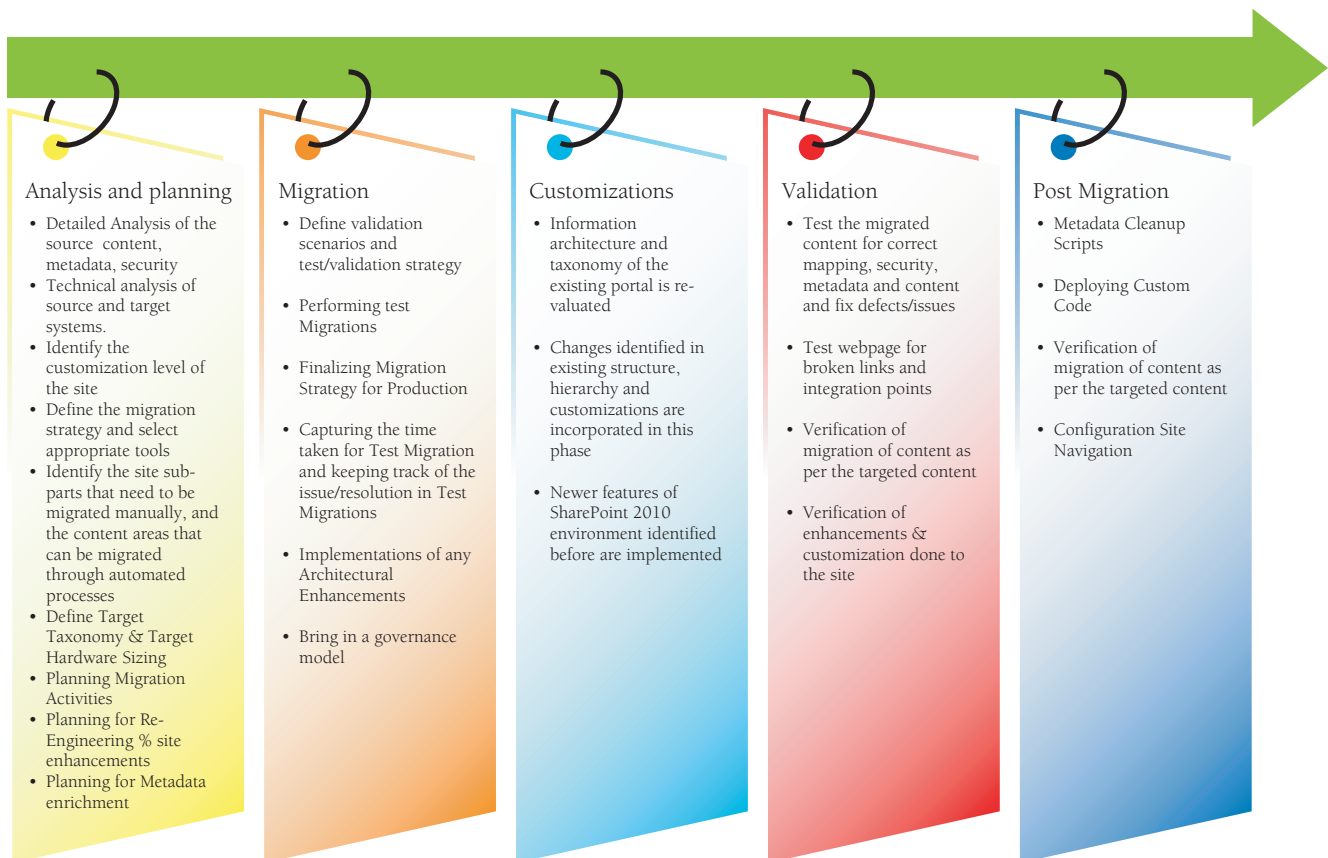 Analysis and planning
• Detailed Analysis of the
source content,
metadata, security
• Technical analysis of
source and target
systems.
• Identify the
customization level of
the site
• Define the migration
strategy and select
appropriate tools
• Identify the site sub-
parts that need to be
migrated manually, and
the content areas that
can be migrated
through automated
processes
• Define Target
Taxonomy & Target
Hardware Sizing
• Planning Migration
Activities
• Planning for Re-
Engineering % site
enhancements
• Planning for Metadata
enrichment
Migration
• Define validation
scenarios and
test/validation strategy
• Performing test
Migrations
• Finalizing Migration
Strategy for Production
• Capturing the time
taken for Test Migration
and keeping track of the
issue/resolution in Test
Migrations
• Implementations of any
Architectural
Enhancements
• Bring in a governance
model
Customizations
• Information
architecture and
taxonomy of the
existing portal is re-
valuated
• Changes identified in
existing structure,
hierarchy and
customizations are
incorporated in this
phase
• Newer features of
SharePoint 2010
environment identified
before are implemented
Validation
• Test the migrated
content for correct
mapping, security,
metadata and content
and fix defects/issues
• Test webpage for
broken links and
integration points
• Verification of
migration of content as
per the targeted content
• Verification of
enhancements &
customization done to
the site
Post Migration
• Metadata Cleanup
Scripts
• Deploying Custom
Code
• Verification of
migration of content as
per the targeted content
• Configuration Site
Navigation